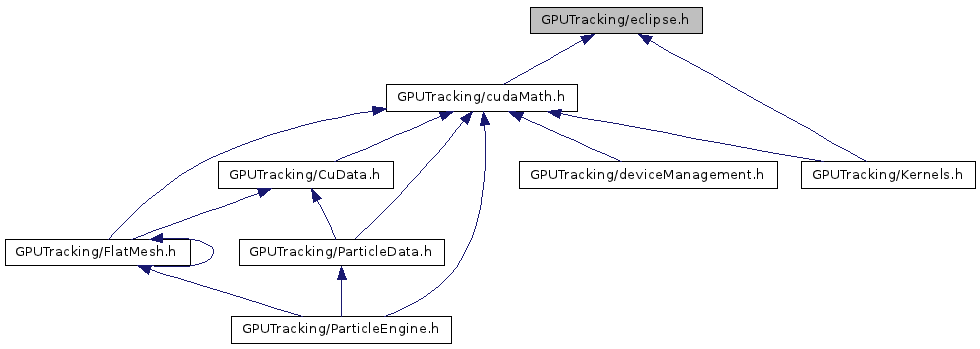 GPUTracking/eclipse.h
GPUTracking/cudaMath.h
GPUTracking/CuData.h
GPUTracking/deviceManagement.h
GPUTracking/Kernels.h
GPUTracking/FlatMesh.h
GPUTracking/ParticleData.h
GPUTracking/ParticleEngine.h